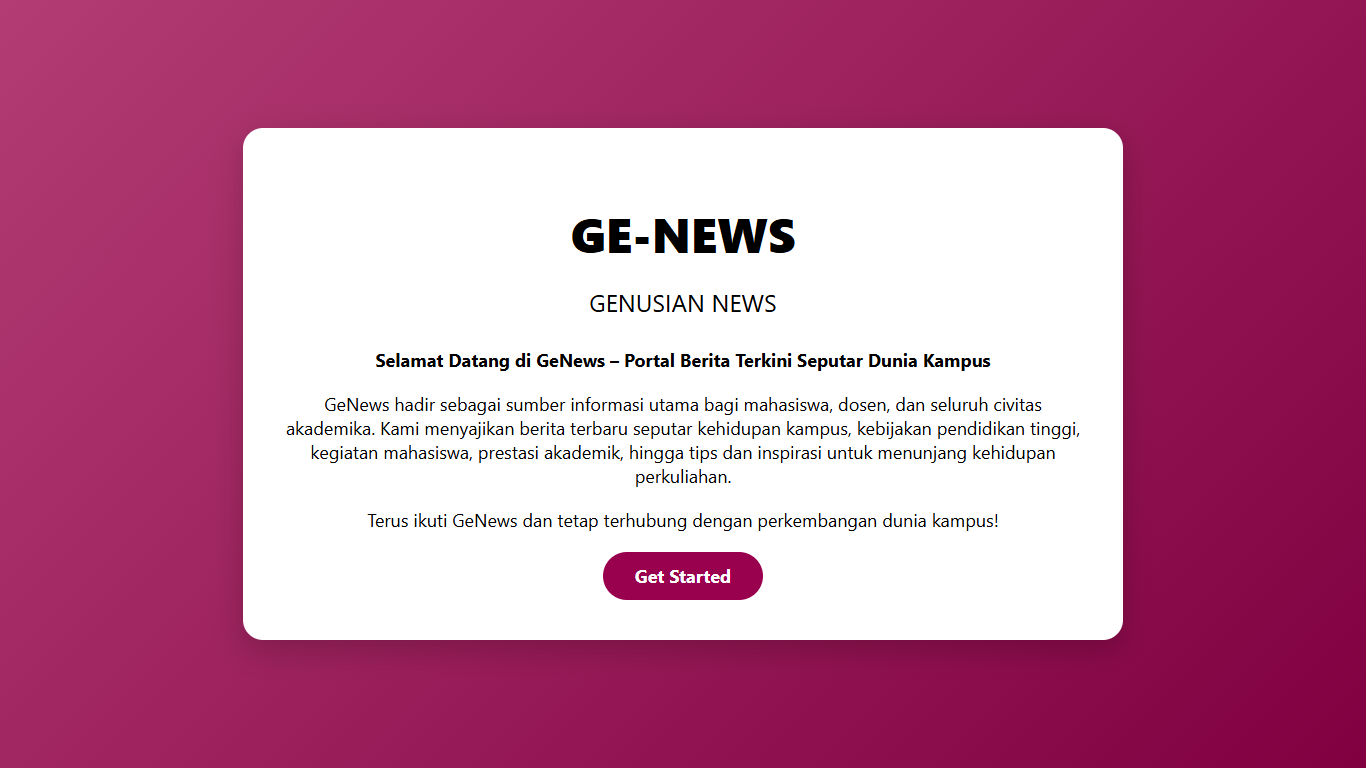 GE-NEWS
GENUSIAN NEWS
Selamat Datang di GeNews – Portal Berita Terkini Seputar Dunia Kampus
GeNews hadir sebagai sumber informasi utama bagi mahasiswa, dosen, dan seluruh civitas
akademika. Kami menyajikan berita terbaru seputar kehidupan kampus, kebijakan pendidikan tinggi,
kegiatan mahasiswa, prestasi akademik, hingga tips dan inspirasi untuk menunjang kehidupan
perkuliahan.
Terus ikuti GeNews dan tetap terhubung dengan perkembangan dunia kampus!
Get Started